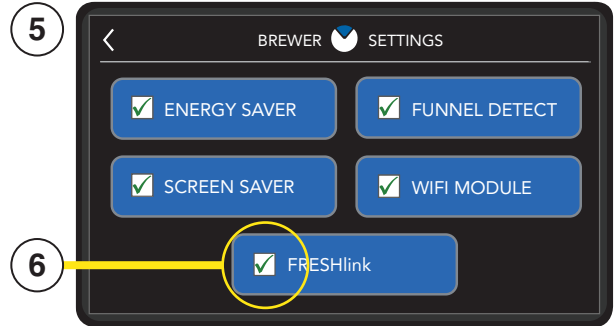 5
BREWER SETTINGS
ENERGY SAVER
FUNNEL DETECT
SCREEN SAVER
WIFI MODULE
6
FRESHlink